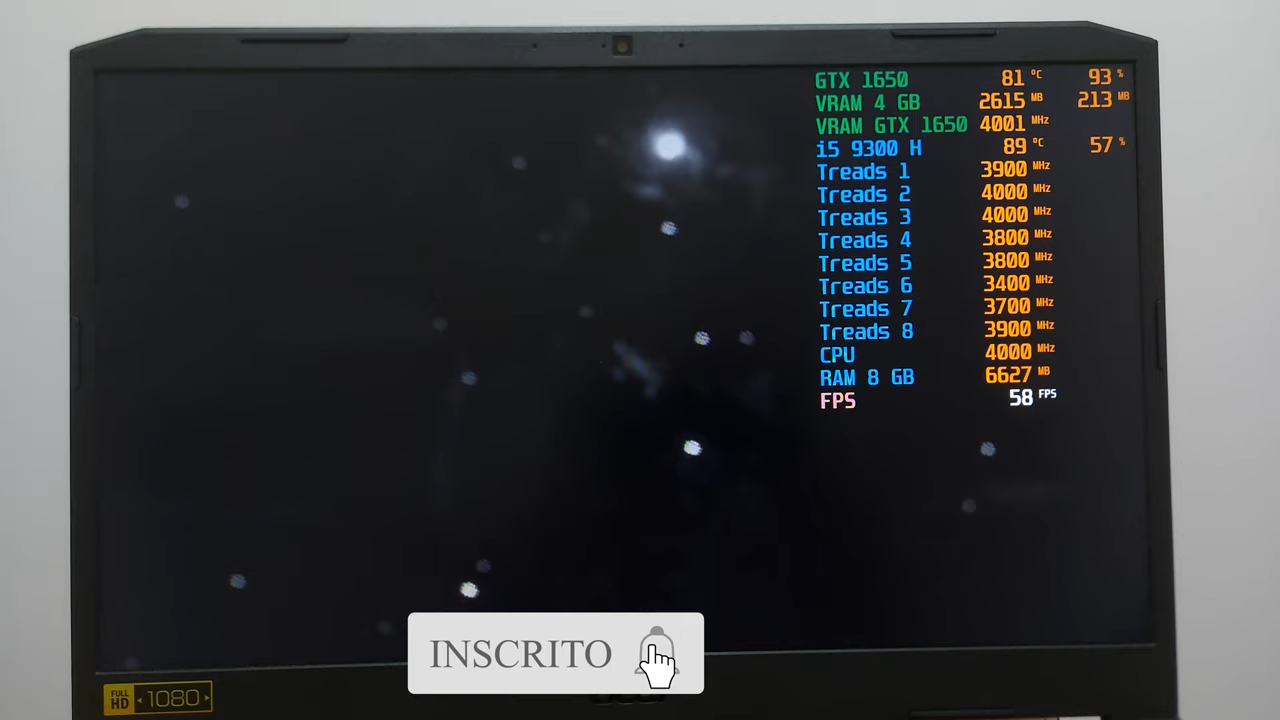 GTX 1650 81 °C 93 %
VRAM 4 GB 2615 MB 213 MB
VRAM GTX 1650 4001 MHz
i5 9300 H 89 °C 57 %
Treads 1 3900 MHz
Treads 2 4000 MHz
Treads 3 4000 MHz
Treads 4 3800 MHz
Treads 5 3800 MHz
Treads 6 3400 MHz
Treads 7 3700 MHz
Treads 8 3900 MHz
CPU 4000 MHz
RAM 8 GB 6627 MB
FPS 58 FPS
INSCRITO
FULL HD 1080